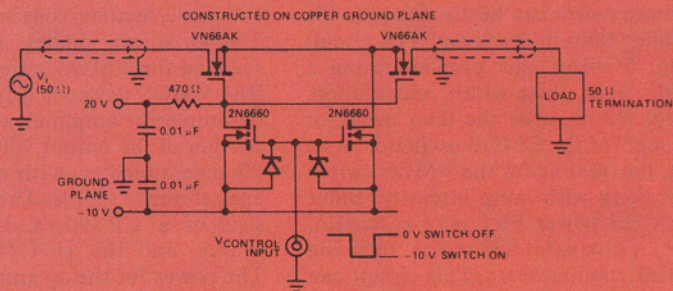 CONSTRUCTED ON COPPER GROUND PLANE
VN66AK
VN66AK
V
(50 Ω)
470 Ω
20 V
2N6660
2N6660
LOAD
50 Ω
TERMINATION
0.01 μF
GROUND
PLANE
0.01 μF
-10 V
VCONTROL
INPUT
0 V SWITCH OFF
-10 V SWITCH ON